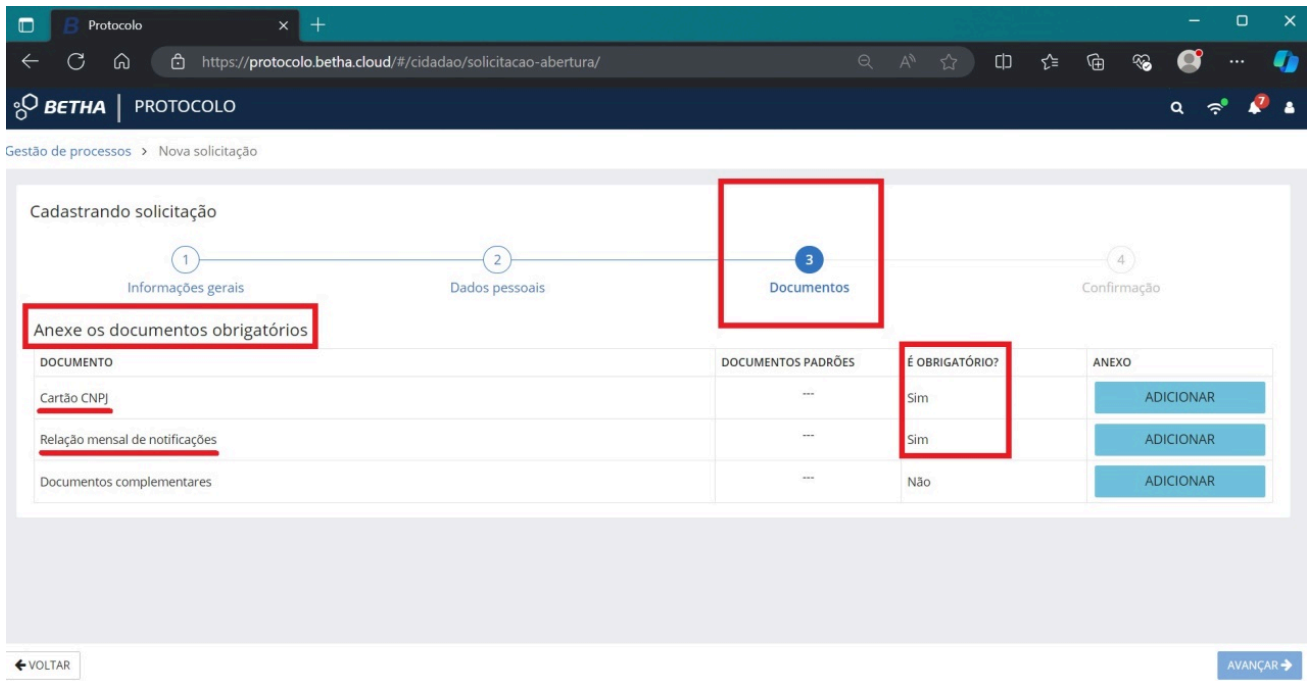 Protocolo
https://protocolo.betha.cloud/#/cidadao/solicitacao-abertura/
BETHA | PROTOCOLO
7
Gestão de processos > Nova solicitação
Cadastrando solicitação
1 2 3 4
Informações gerais Dados pessoais Documentos Confirmação
Anexe os documentos obrigatórios
DOCUMENTO DOCUMENTOS PADRÕES É OBRIGATÓRIO? ANEXO
Cartão CNPJ --- Sim ADICIONAR
Relação mensal de notificações --- Sim ADICIONAR
Documentos complementares --- Não ADICIONAR
VOLTAR AVANÇAR